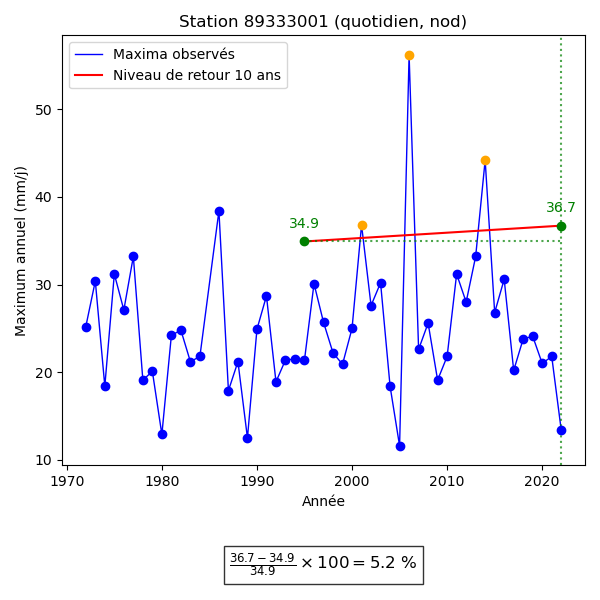 Station 89333001 (quotidien, nod)
Maxima observés
Niveau de retour 10 ans
Maximum annuel (mm/j)
50
40
30
20
10
34.9
36.7
1970 1980 1990 2000 2010 2020
Année
36.7 − 34.9
34.9
× 100 = 5.2 %